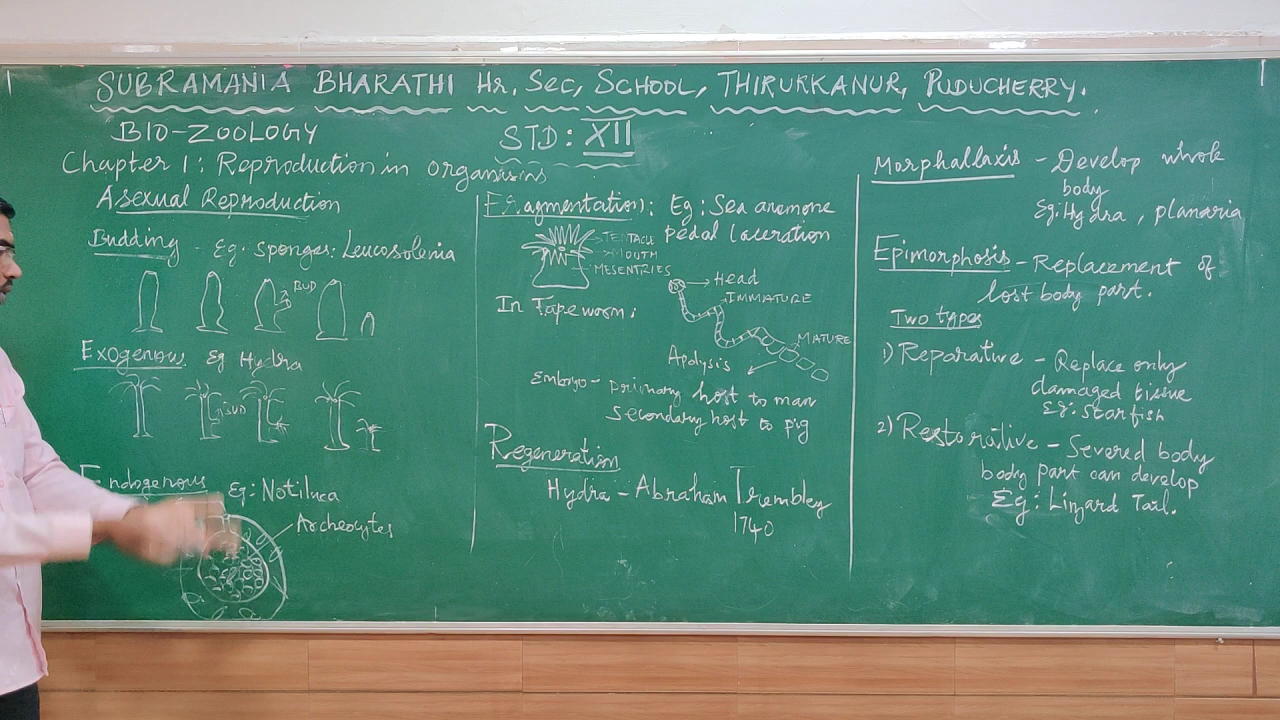 SUBRAMANIA BHARATHI Hr. Sec, SCHOOL, THIRUKKANUR, PUDUCHERRY.
BIO-ZOOLOGY
STD: XII
Chapter 1: Reproduction in organisms
Asexual Reproduction
Budding - Eg. Sponges: Leucosolenia
BUD
Exogenous Eg Hydra
BUD
Endogenous Eg: Notiluca
Archeocytes
Fragmentation: Eg: Sea anemone
pedal laceration
TENTACLE
MOUTH
MESENTRIES
Head
IMMATURE
In Tapeworm:
MATURE
Apolysis
Embryo - primary host to man
secondary host to pig
Regeneration
Hydra - Abraham Trembley
1740
Morphallaxis - Develop whole
body
Eg: Hydra, planaria
Epimorphosis - Replacement of
lost body part.
Two types
1) Reparative - Replace only
damaged tissue
Eg: Starfish
2) Restorative - Severed body
body part can develop
Eg: Linzard Tail.